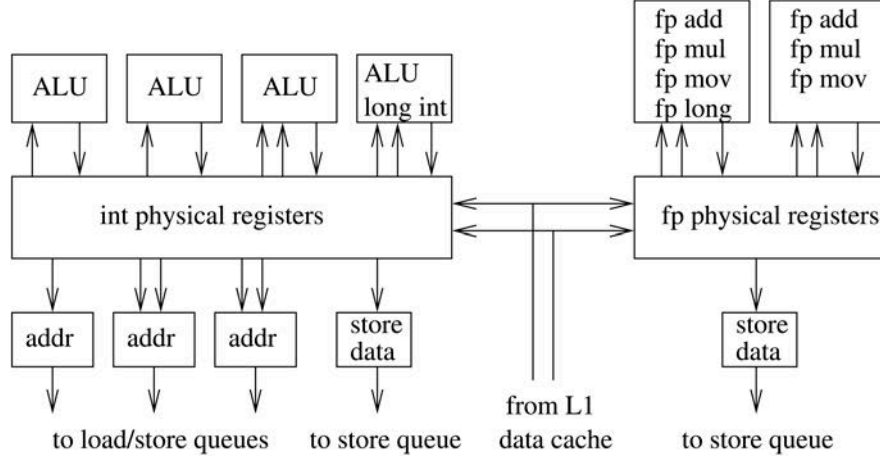 fp add
fp mul
fp mov
fp long
fp add
fp mul
fp mov
ALU
ALU
ALU
ALU
long int
int physical registers
fp physical registers
addr
addr
addr
store
data
store
data
from L1
data cache
to load/store queues
to store queue
to store queue